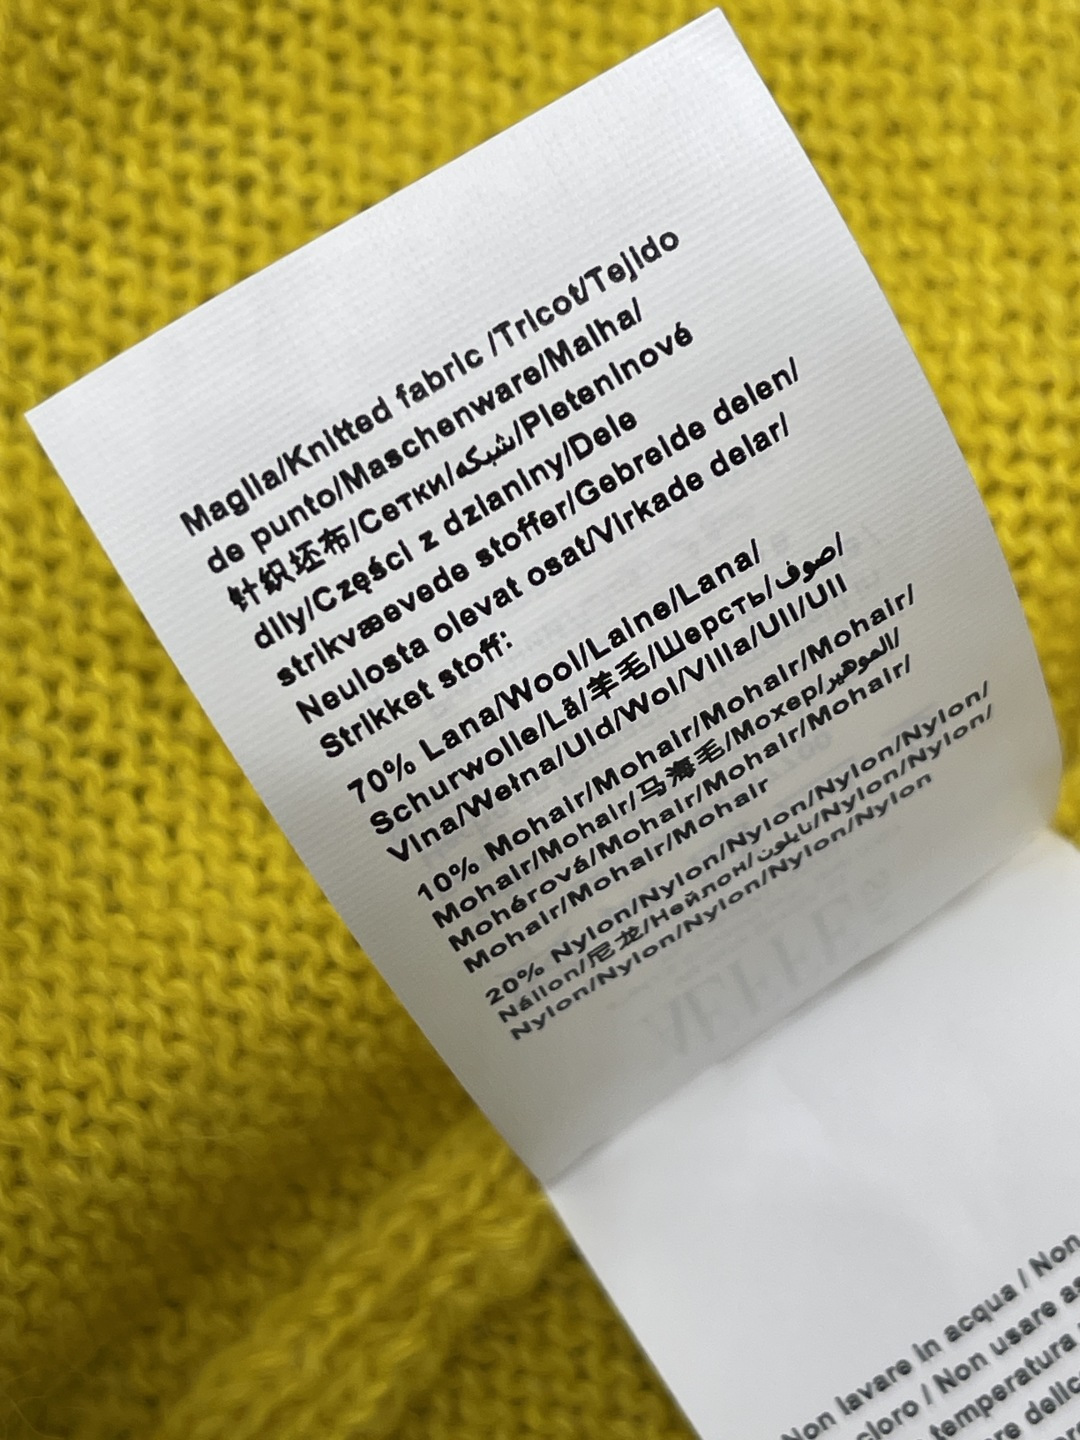 Maglia/Knitted fabric /Tricot/Tejido
de punto/Maschenware/Malha/
针织坯布/Сетки/شبكه/Pleteninové
díly/Części z dzianiny/Dele
strikvævede stoffer/Gebreide delen/
Neulosta olevat osat/Virkade delar/
Strikket stoff:
70% Lana/Wool/Laine/Lana/
Schurwolle/Lã/羊毛/Шерсть/صوف/
Vlna/Wełna/Uld/Wol/Villa/Ull/Ull
10% Mohair/Mohair/Mohair/Mohair/
Mohair/Mohair/马海毛/Мохер/الموهير/
Mohérová/Mohair/Mohair/Mohair/
Mohair/Mohair/Mohair
20% Nylon/Nylon/Nylon/Nylon/Nylon/
Náilon/尼龙/Нейлон/نايلون/Nylon/Nylon/
Nylon/Nylon/Nylon/Nylon/Nylon
Non lavare in acqua / Non
cloro / Non usare
temperatura